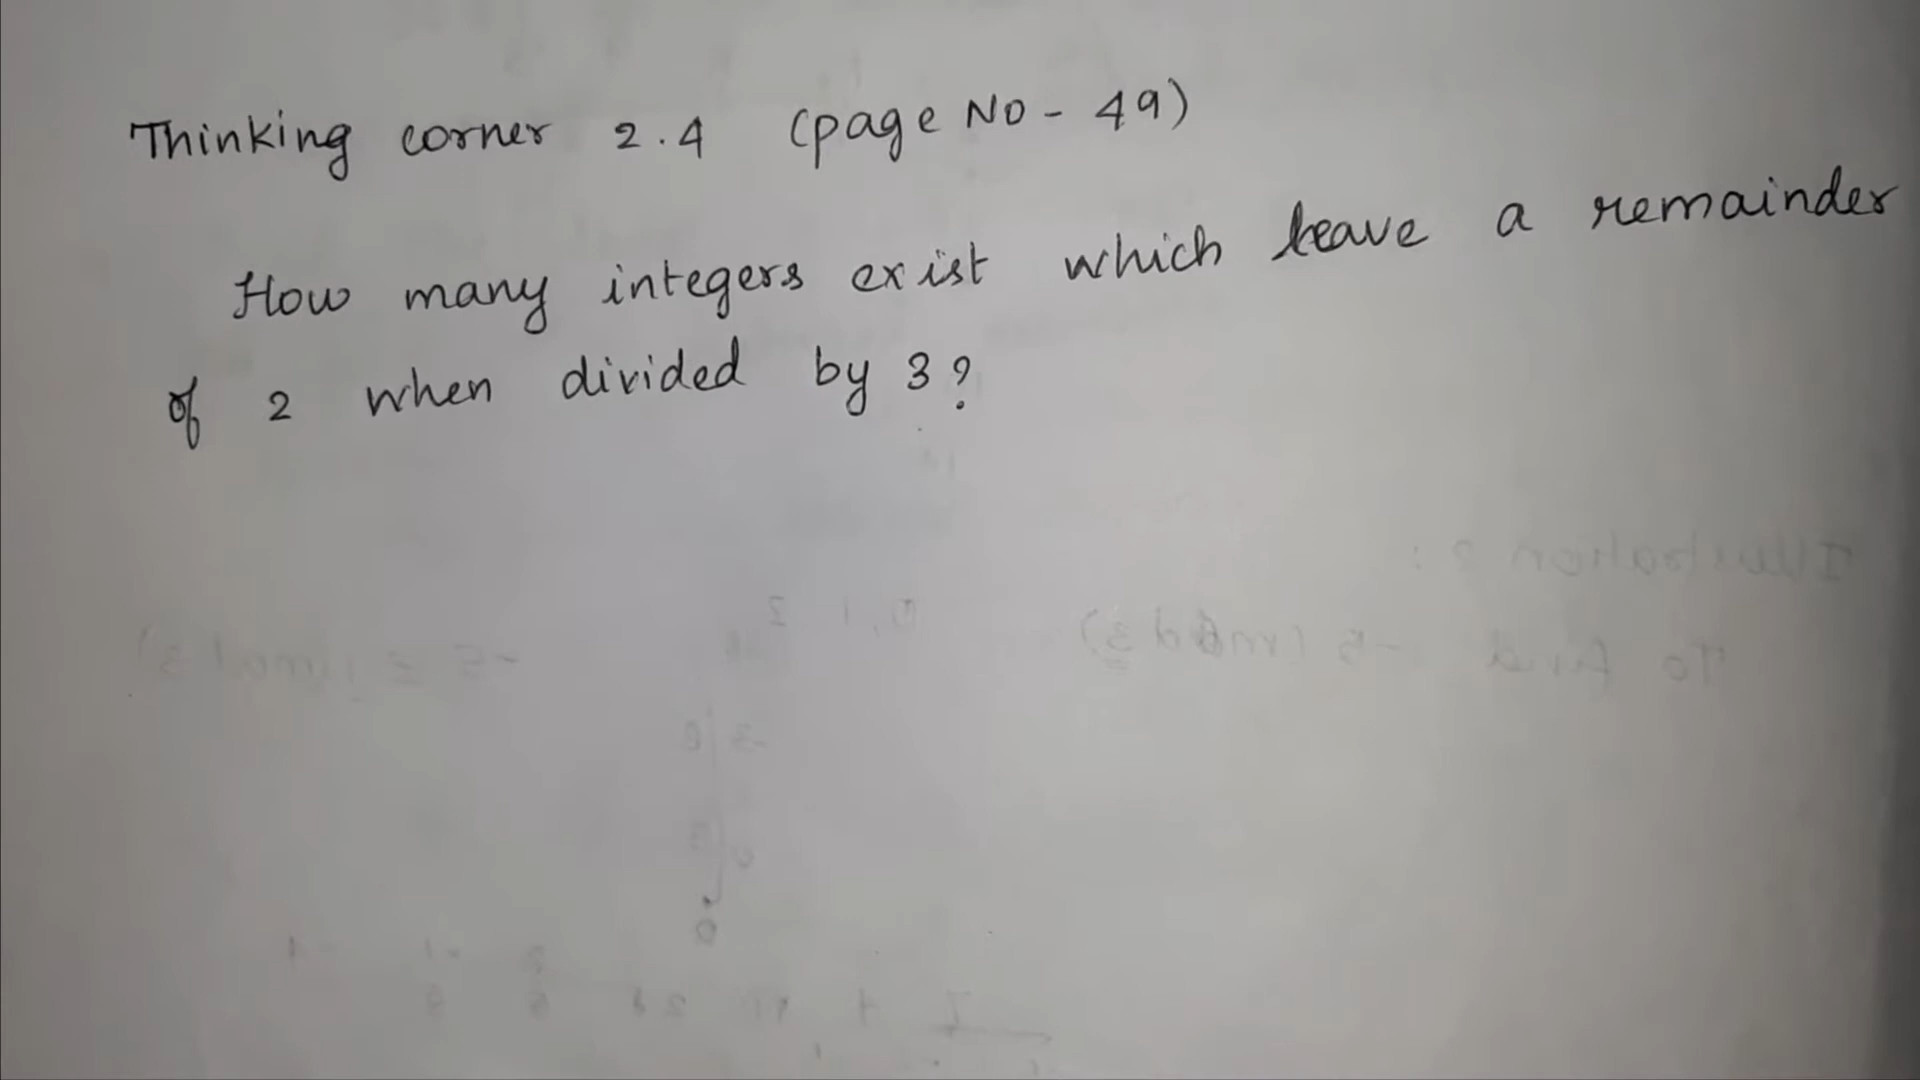 Thinking corner 2.4 (page No - 49)
How many integers exist which leave a remainder
of 2 when divided by 3?